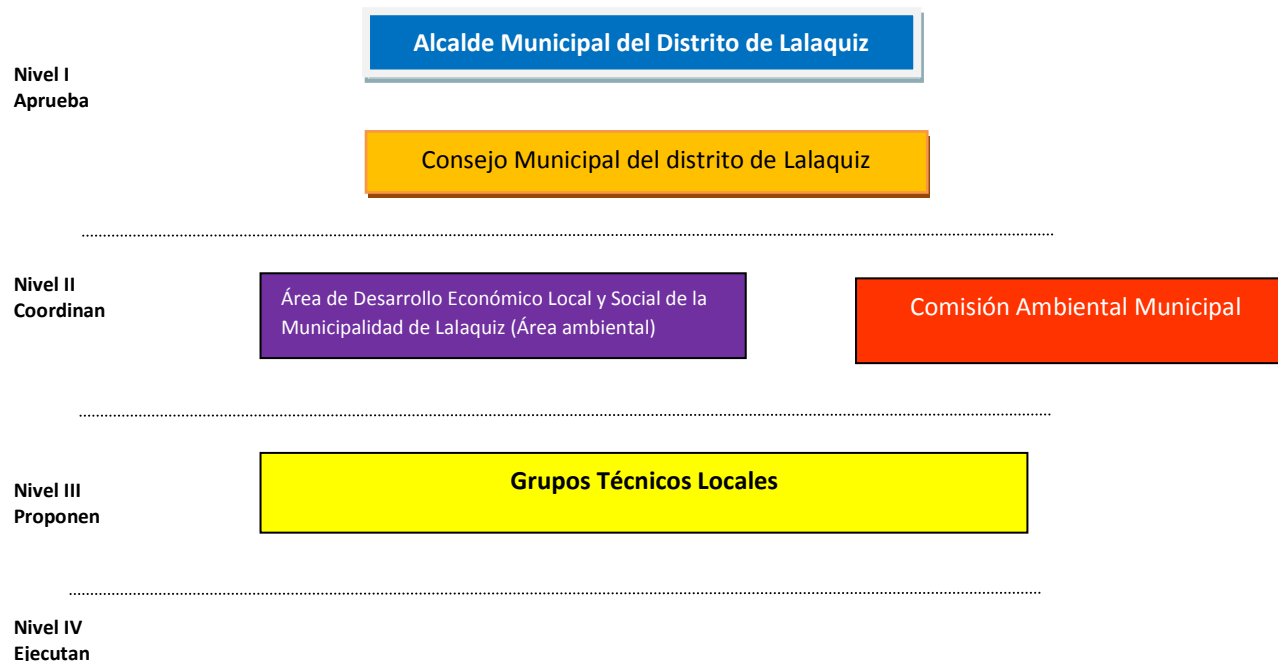 Alcalde Municipal del Distrito de Lalaquiz
Nivel I
Aprueba
Consejo Municipal del distrito de Lalaquiz
Nivel II
Coordinan
Área de Desarrollo Económico Local y Social de la
Municipalidad de Lalaquiz (Área ambiental)
Comisión Ambiental Municipal
Grupos Técnicos Locales
Nivel III
Proponen
Nivel IV
Ejecutan